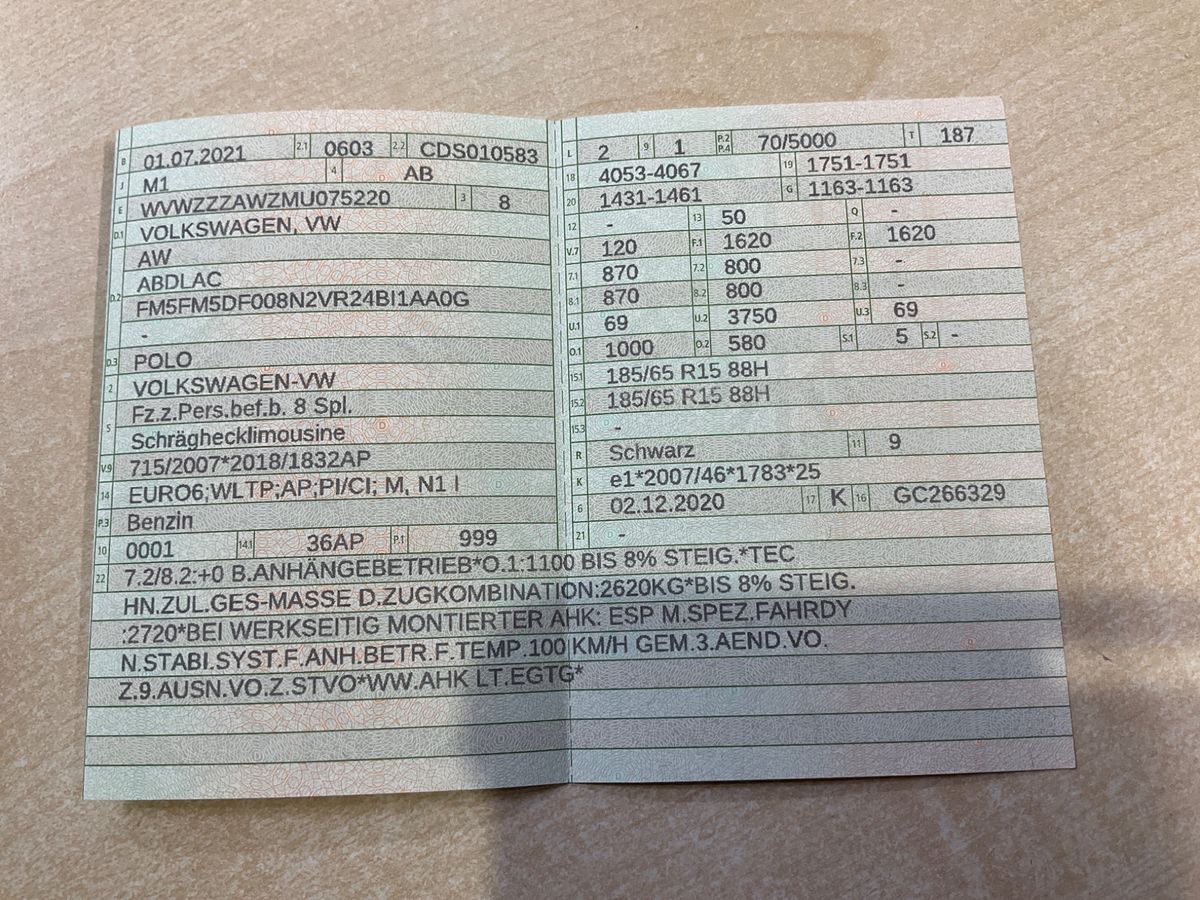 B 01.07.2021 2.1 0603 2.2 CDS010583
J M1 4 AB
E WVWZZZAWZMU075220 3 8
D.1 VOLKSWAGEN, VW
AW
ABDLAC
D.2 FM5FM5DF008N2VR24BI1AA0G
-
D.3 POLO
2 VOLKSWAGEN-VW
Fz.z.Pers.bef.b. 8 Spl.
5 Schräghecklimousine
V.9 715/2007*2018/1832AP
14 EURO6;WLTP;AP;PI/CI; M, N1 I
P.3 Benzin
10 0001 14.1 36AP P.1 999
L 2 9 1 P.2 P.4 70/5000 T 187
18 4053-4067 19 1751-1751
20 1431-1461 G 1163-1163
12 - 13 50 Q -
V.7 120 F.1 1620 F.2 1620
7.1 870 7.2 800 7.3 -
8.1 870 8.2 800 8.3 -
U.1 69 U.2 3750 U.3 69
O.1 1000 O.2 580 S.1 5 S.2 -
15.1 185/65 R15 88H
15.2 185/65 R15 88H
15.3 -
R Schwarz 11 9
K e1*2007/46*1783*25
6 02.12.2020 17 K 16 GC266329
21 -
22 7.2/8.2:+0 B.ANHÄNGEBETRIEB*O.1:1100 BIS 8% STEIG.*TEC
HN.ZUL.GES-MASSE D.ZUGKOMBINATION:2620KG*BIS 8% STEIG.
:2720*BEI WERKSEITIG MONTIERTER AHK: ESP M.SPEZ.FAHRDY
N.STABI.SYST.F.ANH.BETR.F.TEMP.100 KM/H GEM.3.AEND.VO.
Z.9.AUSN.VO.Z.STVO*WW.AHK LT.EGTG*